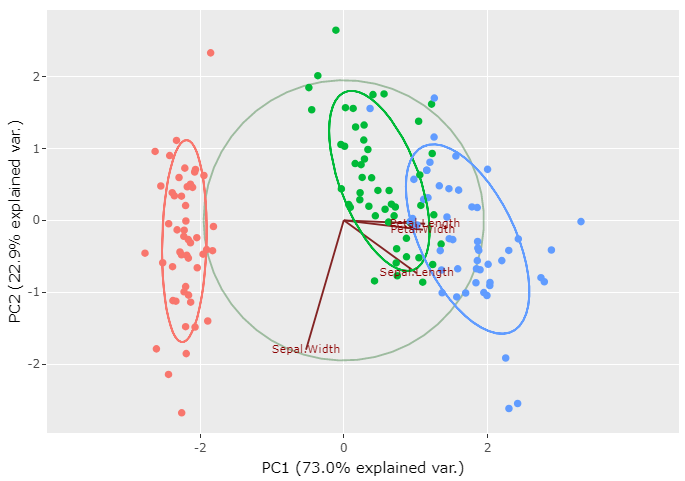 2
1
0
-1
-2
PC2 (22.9% explained var.)
Petal.Length
Petal.Width
Sepal.Length
Sepal.Width
-2
0
2
PC1 (73.0% explained var.)